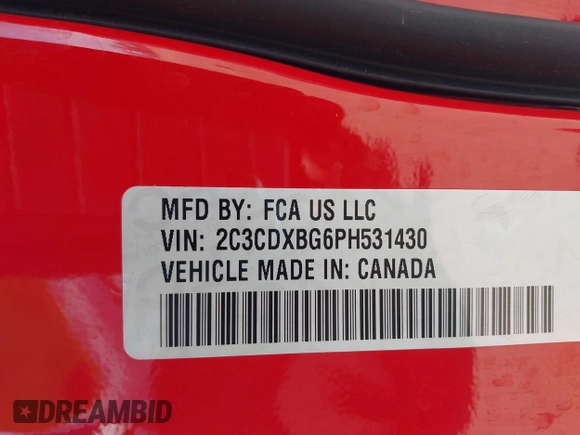 MFD BY: FCA US LLC
VIN: 2C3CDXBG6PH531430
VEHICLE MADE IN: CANADA
DREAMBID